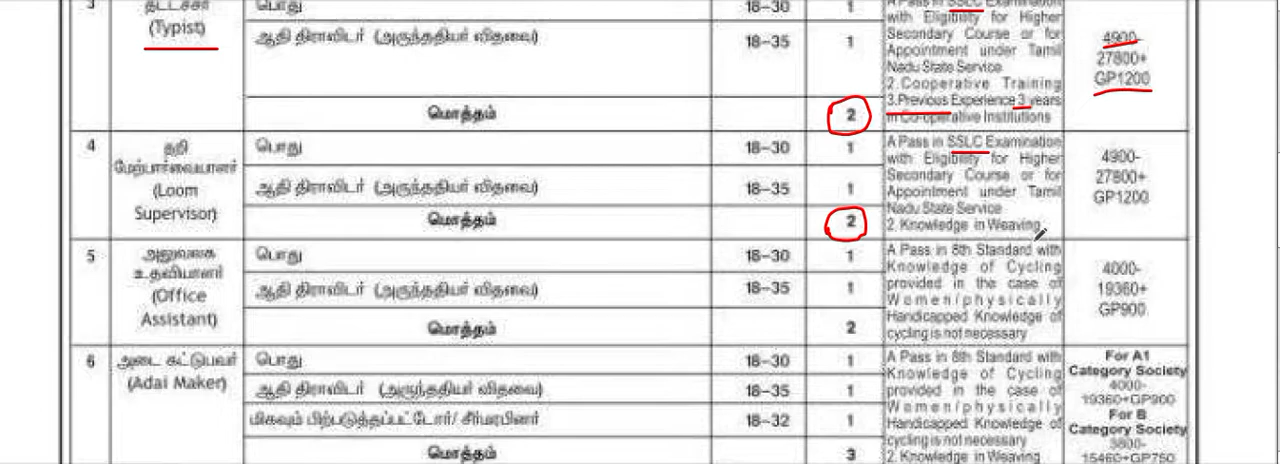 3
தட்டச்சர்
(Typist)
பொது
18-30
1
ஆதி திராவிடர் (அருந்ததியர் விதவை)
18-35
1
மொத்தம்
2
A Pass in SSLC Examination
with Eligibility for Higher
Secondary Course or for
Appointment under Tamil
Nadu State Service
2.Cooperative Training
3.Previous Experience 3 years
in Co-operative Institutions
4900-
27800+
GP1200
4
தறி
மேற்பார்வையாளர்
(Loom
Supervisor)
பொது
18-30
1
ஆதி திராவிடர் (அருந்ததியர் விதவை)
18-35
1
மொத்தம்
2
A Pass in SSLC Examination
with Eligibility for Higher
Secondary Course or for
Appointment under Tamil
Nadu State Service
2. Knowledge in Weaving
4900-
27800+
GP1200
5
அலுவலக
உதவியாளர்
(Office
Assistant)
பொது
18-30
1
ஆதி திராவிடர் (அருந்ததியர் விதவை)
18-35
1
மொத்தம்
2
A Pass in 8th Standard with
Knowledge of Cycling
provided in the case of
Women/physically
Handicapped Knowledge of
cycling is not necessary
4000-
19360+
GP900
6
அடை கட்டுபவர்
(Adai Maker)
பொது
18-30
1
ஆதி திராவிடர் (அருந்ததியர் விதவை)
18-35
1
மிகவும் பிற்படுத்தப்பட்டோர்/ சீர்மரபினர்
18-32
1
மொத்தம்
3
A Pass in 8th Standard with
Knowledge of Cycling
provided in the case of
Women/physically
Handicapped Knowledge of
cycling is not necessary
2. Knowledge in Weaving
For A1
Category Society
4000-
19360+GP900
For B
Category Society
3800-
15460+GP750